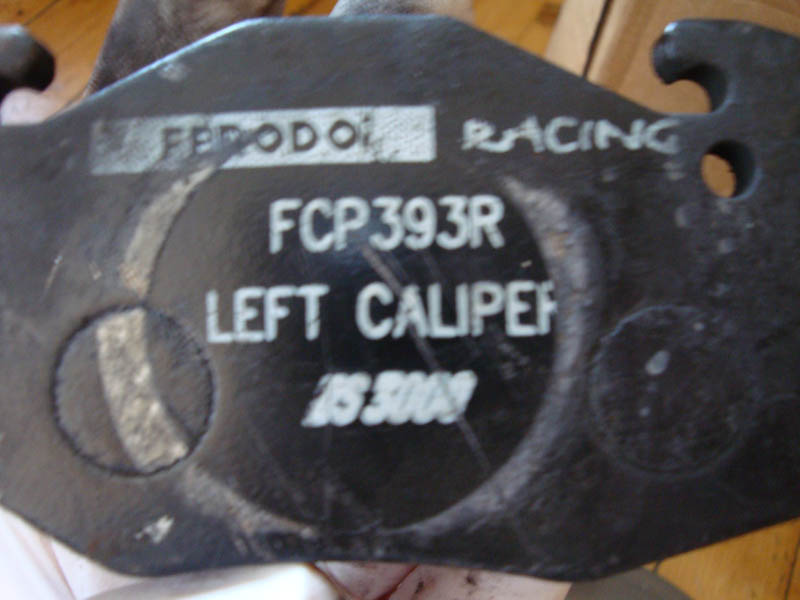 FERODO RACING
FCP393R
LEFT CALIPER
DS3000